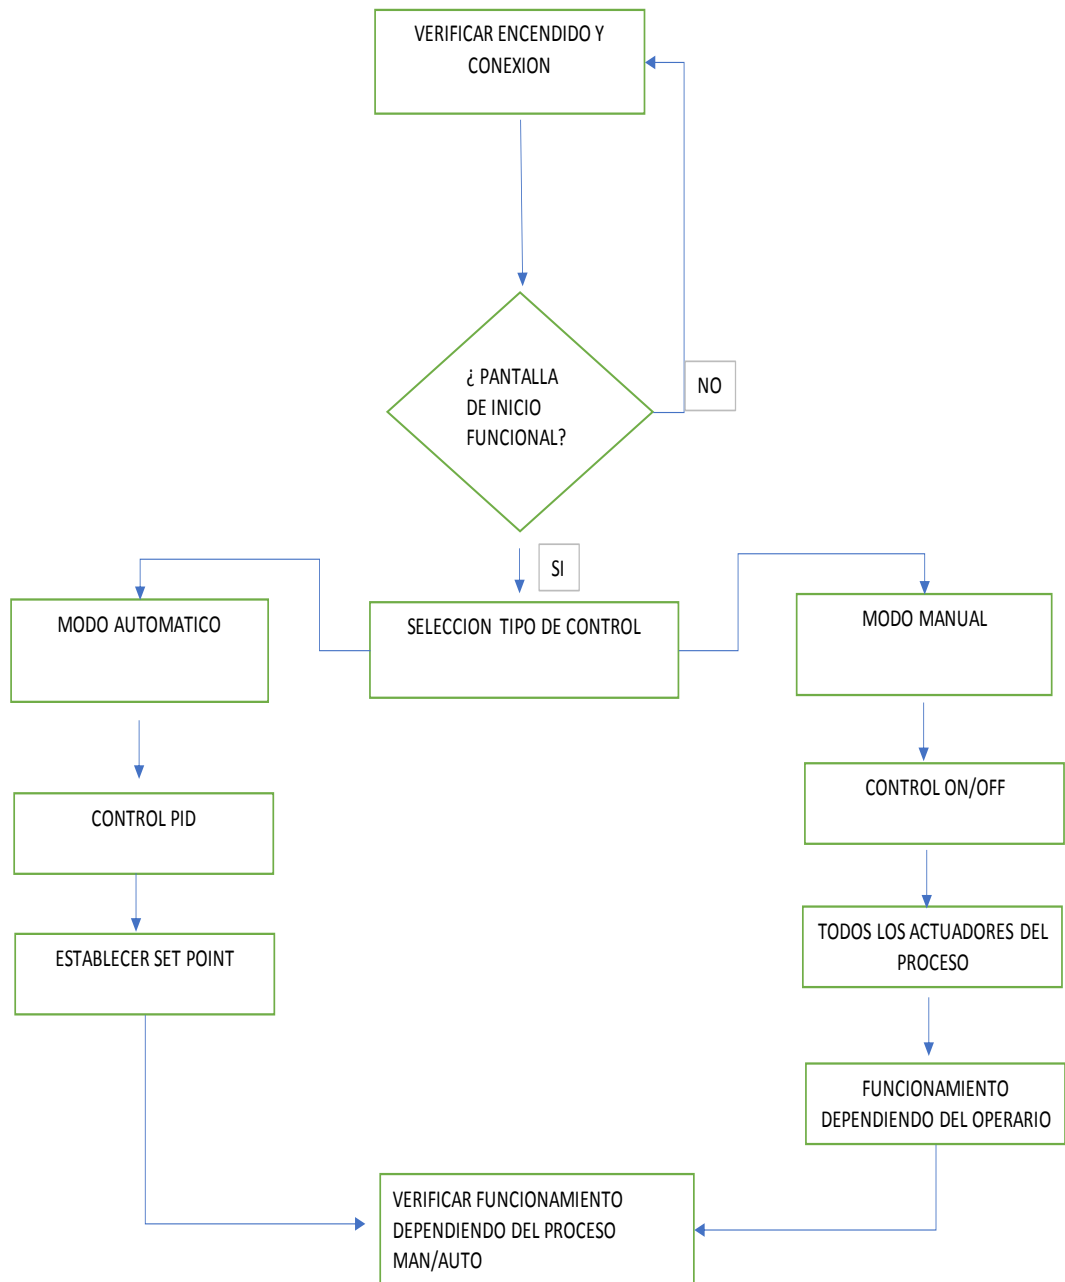 VERIFICAR ENCENDIDO Y
CONEXION
¿ PANTALLA
DE INICIO
FUNCIONAL?
NO
SI
MODO AUTOMATICO
SELECCION TIPO DE CONTROL
MODO MANUAL
CONTROL PID
CONTROL ON/OFF
ESTABLECER SET POINT
TODOS LOS ACTUADORES DEL
PROCESO
FUNCIONAMIENTO
DEPENDIENDO DEL OPERARIO
VERIFICAR FUNCIONAMIENTO
DEPENDIENDO DEL PROCESO
MAN/AUTO